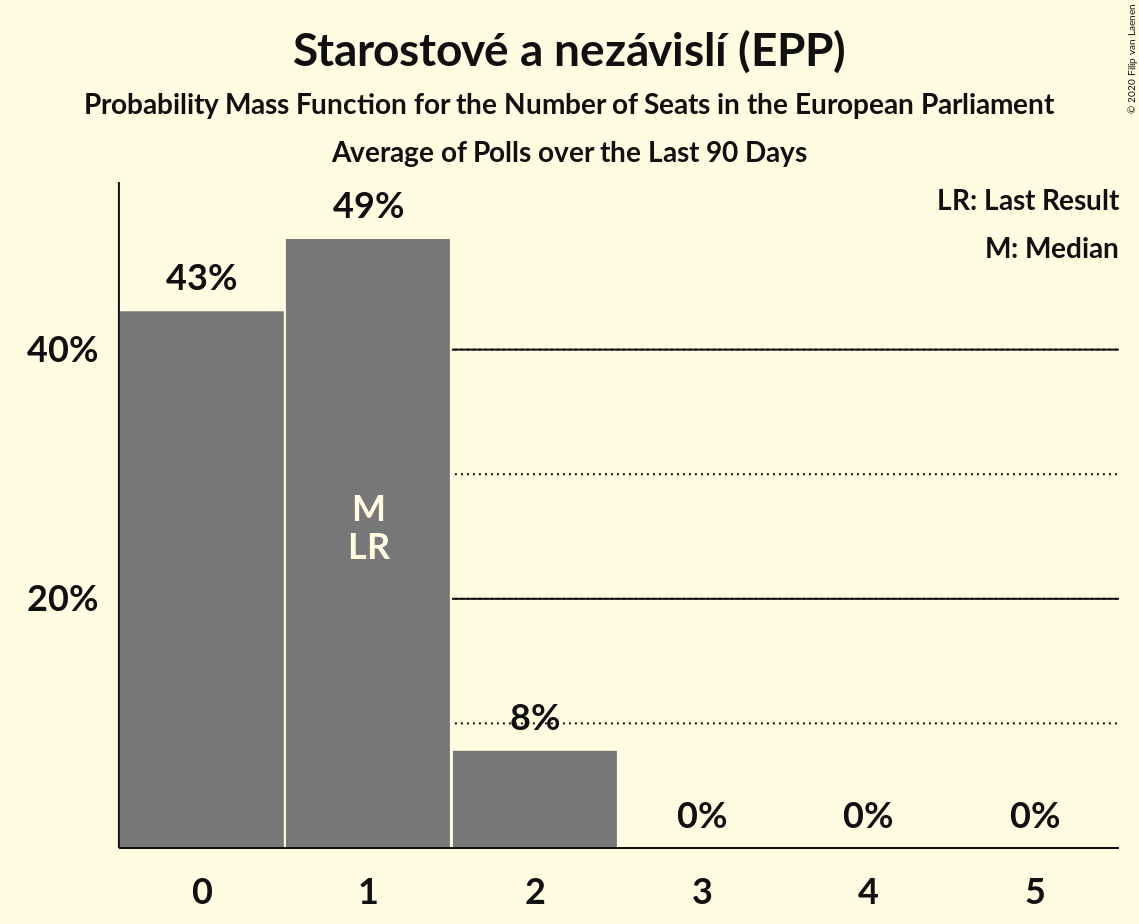 Starostové a nezávislí (EPP)
Probability Mass Function for the Number of Seats in the European Parliament
Average of Polls over the Last 90 Days
© 2020 Filip van Laenen
LR: Last Result
M: Median
49%
43%
40%
M
LR
20%
8%
0%
0%
0%
0
1
2
3
4
5